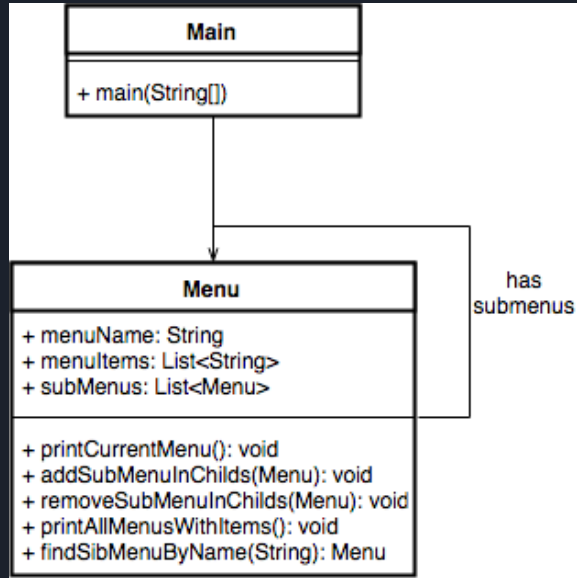 Main
+ main(String[])
has
submenus
Menu
+ menuName: String
+ menuItems: List<String>
+ subMenus: List<Menu>
+ printCurrentMenu(): void
+ addSubMenuInChilds(Menu): void
+ removeSubMenuInChilds(Menu): void
+ printAllMenusWithItems(): void
+ findSibMenuByName(String): Menu